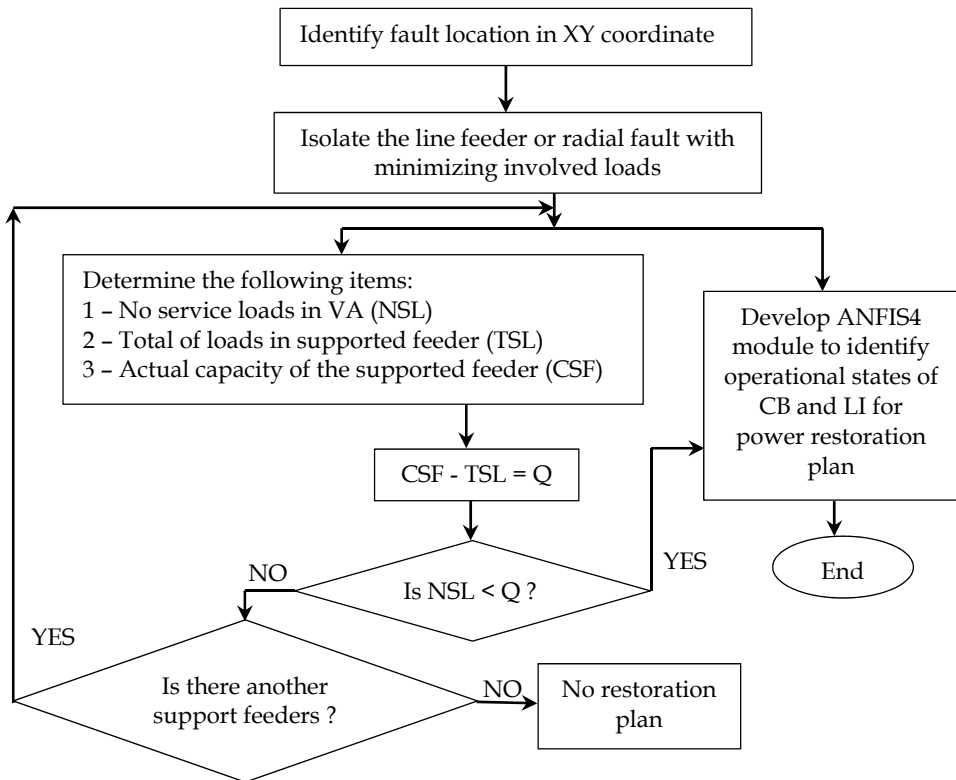 Identify fault location in XY coordinate
Isolate the line feeder or radial fault with
minimizing involved loads
Determine the following items:
1 – No service loads in VA (NSL)
2 – Total of loads in supported feeder (TSL)
3 – Actual capacity of the supported feeder (CSF)
Develop ANFIS4
module to identify
operational states of
CB and LI for
power restoration
plan
CSF - TSL = Q
Is NSL < Q ?
YES
NO
End
Is there another
support feeders ?
YES
NO
No restoration
plan